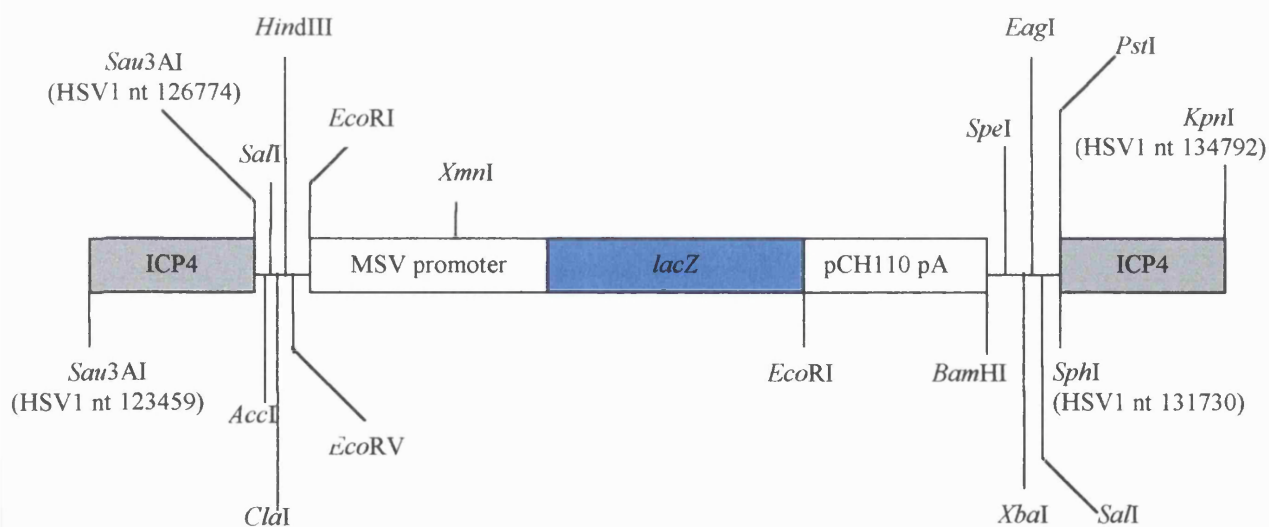 HindIII
EagI
Sau3AI
(HSV1 nt 126774)
PstI
EcoRI
SpeI
KpnI
(HSV1 nt 134792)
SalI
XmnI
ICP4
MSV promoter
lacZ
pCH110 pA
ICP4
Sau3AI
(HSV1 nt 123459)
AccI
EcoRI
BamHI
SphI
(HSV1 nt 131730)
EcoRV
ClaI
XbaI
SalI